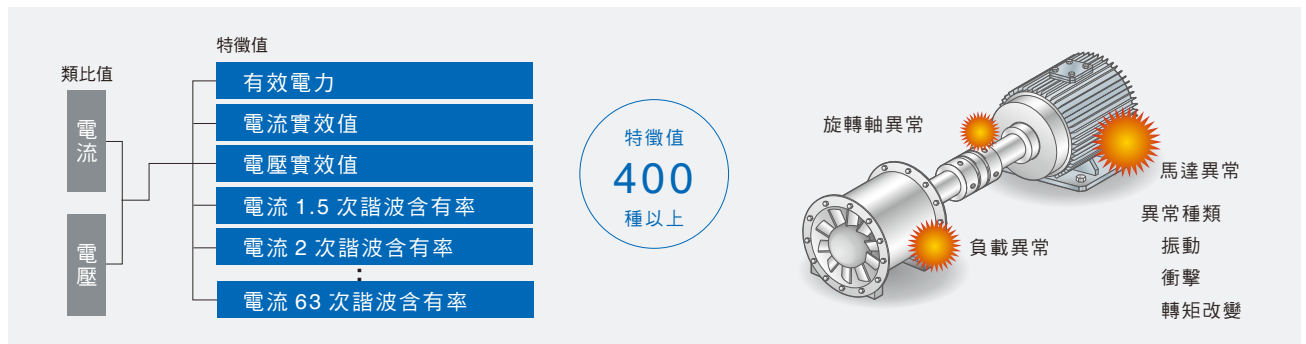 特徵值
類比值
電流
電壓
有效電力
電流實效值
電壓實效值
電流 1.5 次諧波含有率
電流 2 次諧波含有率
:
電流 63 次諧波含有率
特徵值
400
種以上
旋轉軸異常
馬達異常
負載異常
異常種類
振動
衝擊
轉矩改變